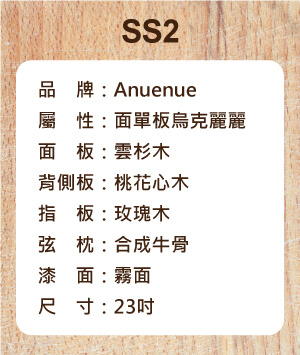 SS2
品　牌：Anuenue
屬　性：面單板烏克麗麗
面　板：雲杉木
背側板：桃花心木
指　板：玫瑰木
弦　枕：合成牛骨
漆　面：霧面
尺　寸：23吋